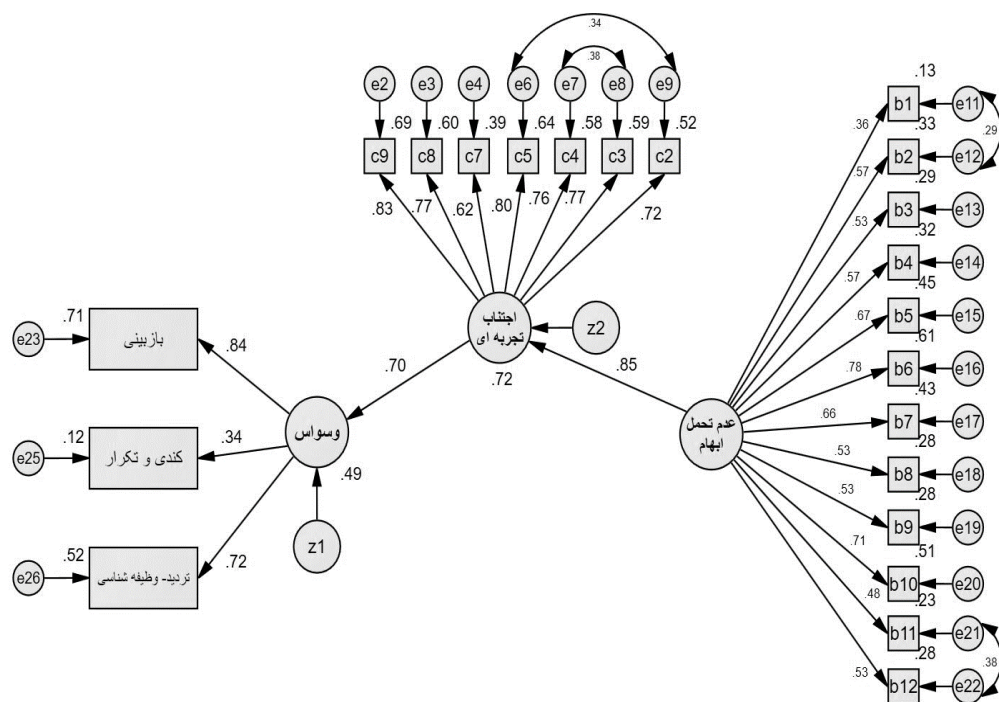 .34
.38
e2 e3 e4 e6 e7 e8 e9
.69 .60 .39 .64 .58 .59 .52
c9 c8 c7 c5 c4 c3 c2
.83 .77 .62 .80 .76 .77 .72
اجتناب
تجربه ای
z2
.72
.70
.85
عدم تحمل
ابهام
وسواس
.49
z1
.71
e23
بازبینی
.84
.12
e25
کندی و تکرار
.34
.52
e26
تردید- وظیفه شناسی
.72
.13
.36 b1 e11
.29
.33
.57 b2 e12
.29
.53 b3 e13
.32
.57 b4 e14
.45
.67 b5 e15
.61
.78 b6 e16
.43
.66 b7 e17
.28
.53 b8 e18
.28
.53 b9 e19
.51
.71 b10 e20
.23
.48 b11 e21
.38
.28
.53 b12 e22